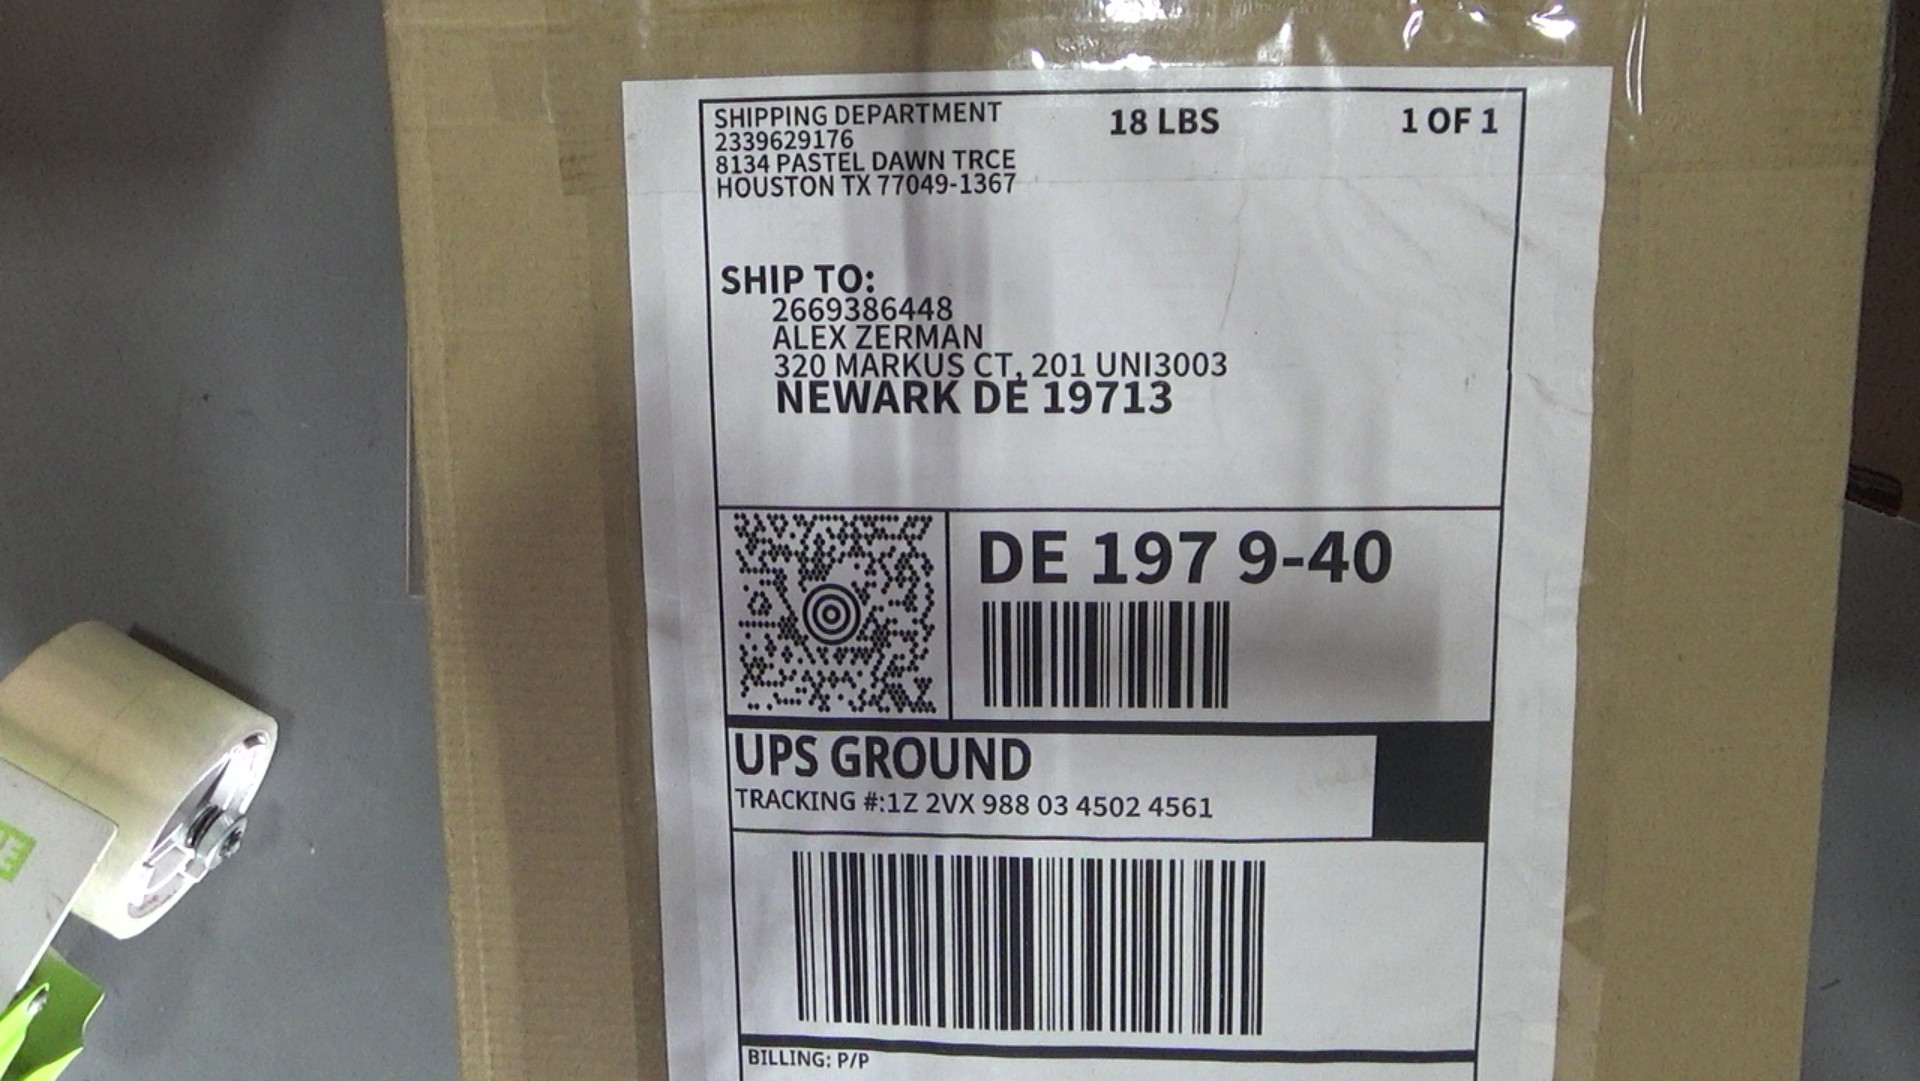 SHIPPING DEPARTMENT
2339629176
8134 PASTEL DAWN TRCE
HOUSTON TX 77049-1367
18 LBS
1 OF 1
SHIP TO:
2669386448
ALEX ZERMAN
320 MARKUS CT, 201 UNI3003
NEWARK DE 19713
DE 197 9-40
UPS GROUND
TRACKING #:1Z 2VX 988 03 4502 4561
BILLING: P/P